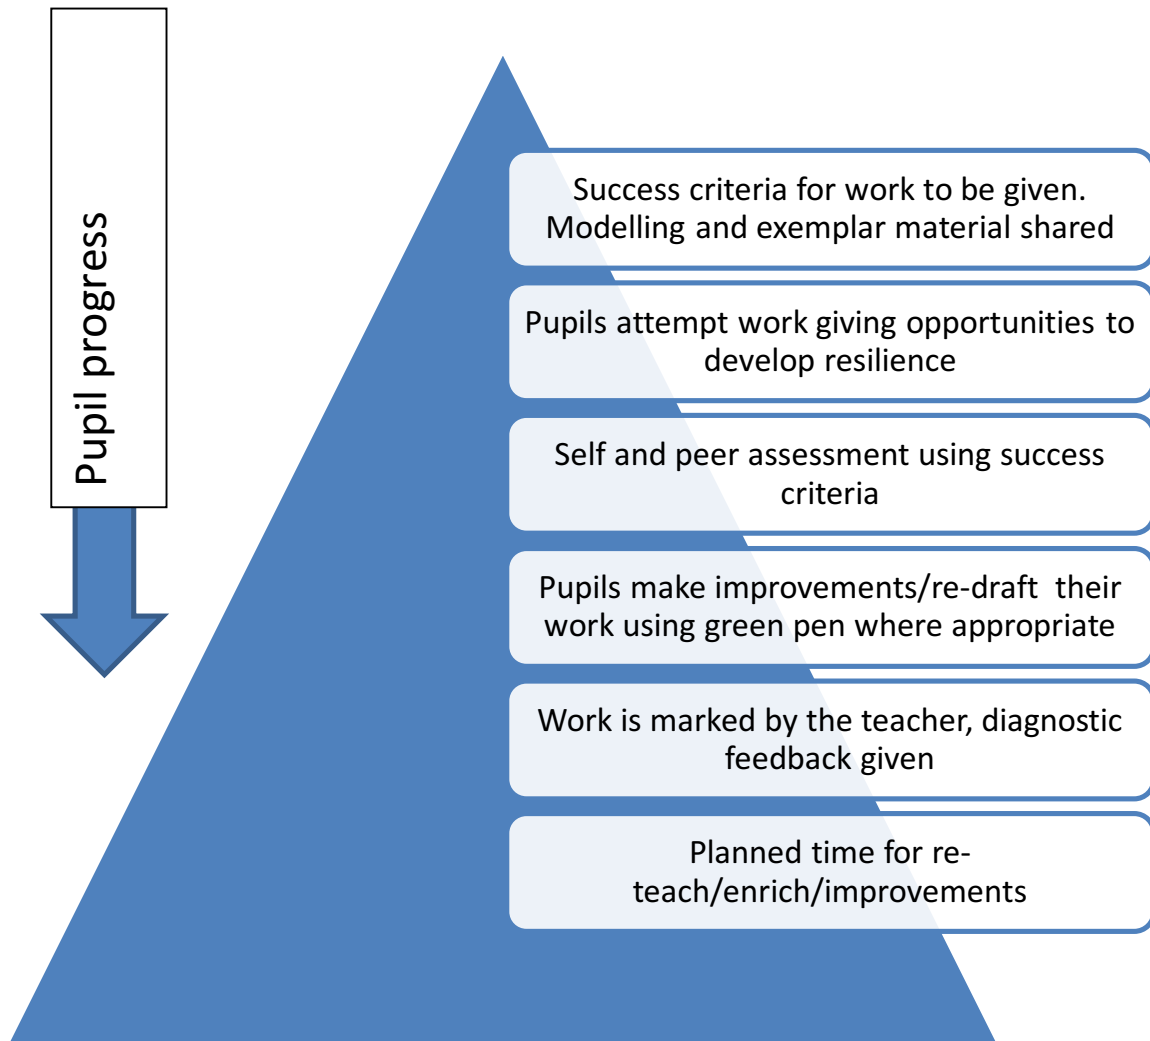 Pupil progress
Success criteria for work to be given.
Modelling and exemplar material shared
Pupils attempt work giving opportunities to
develop resilience
Self and peer assessment using success
criteria
Pupils make improvements/re-draft  their
work using green pen where appropriate
Work is marked by the teacher, diagnostic
feedback given
Planned time for re-
teach/enrich/improvements